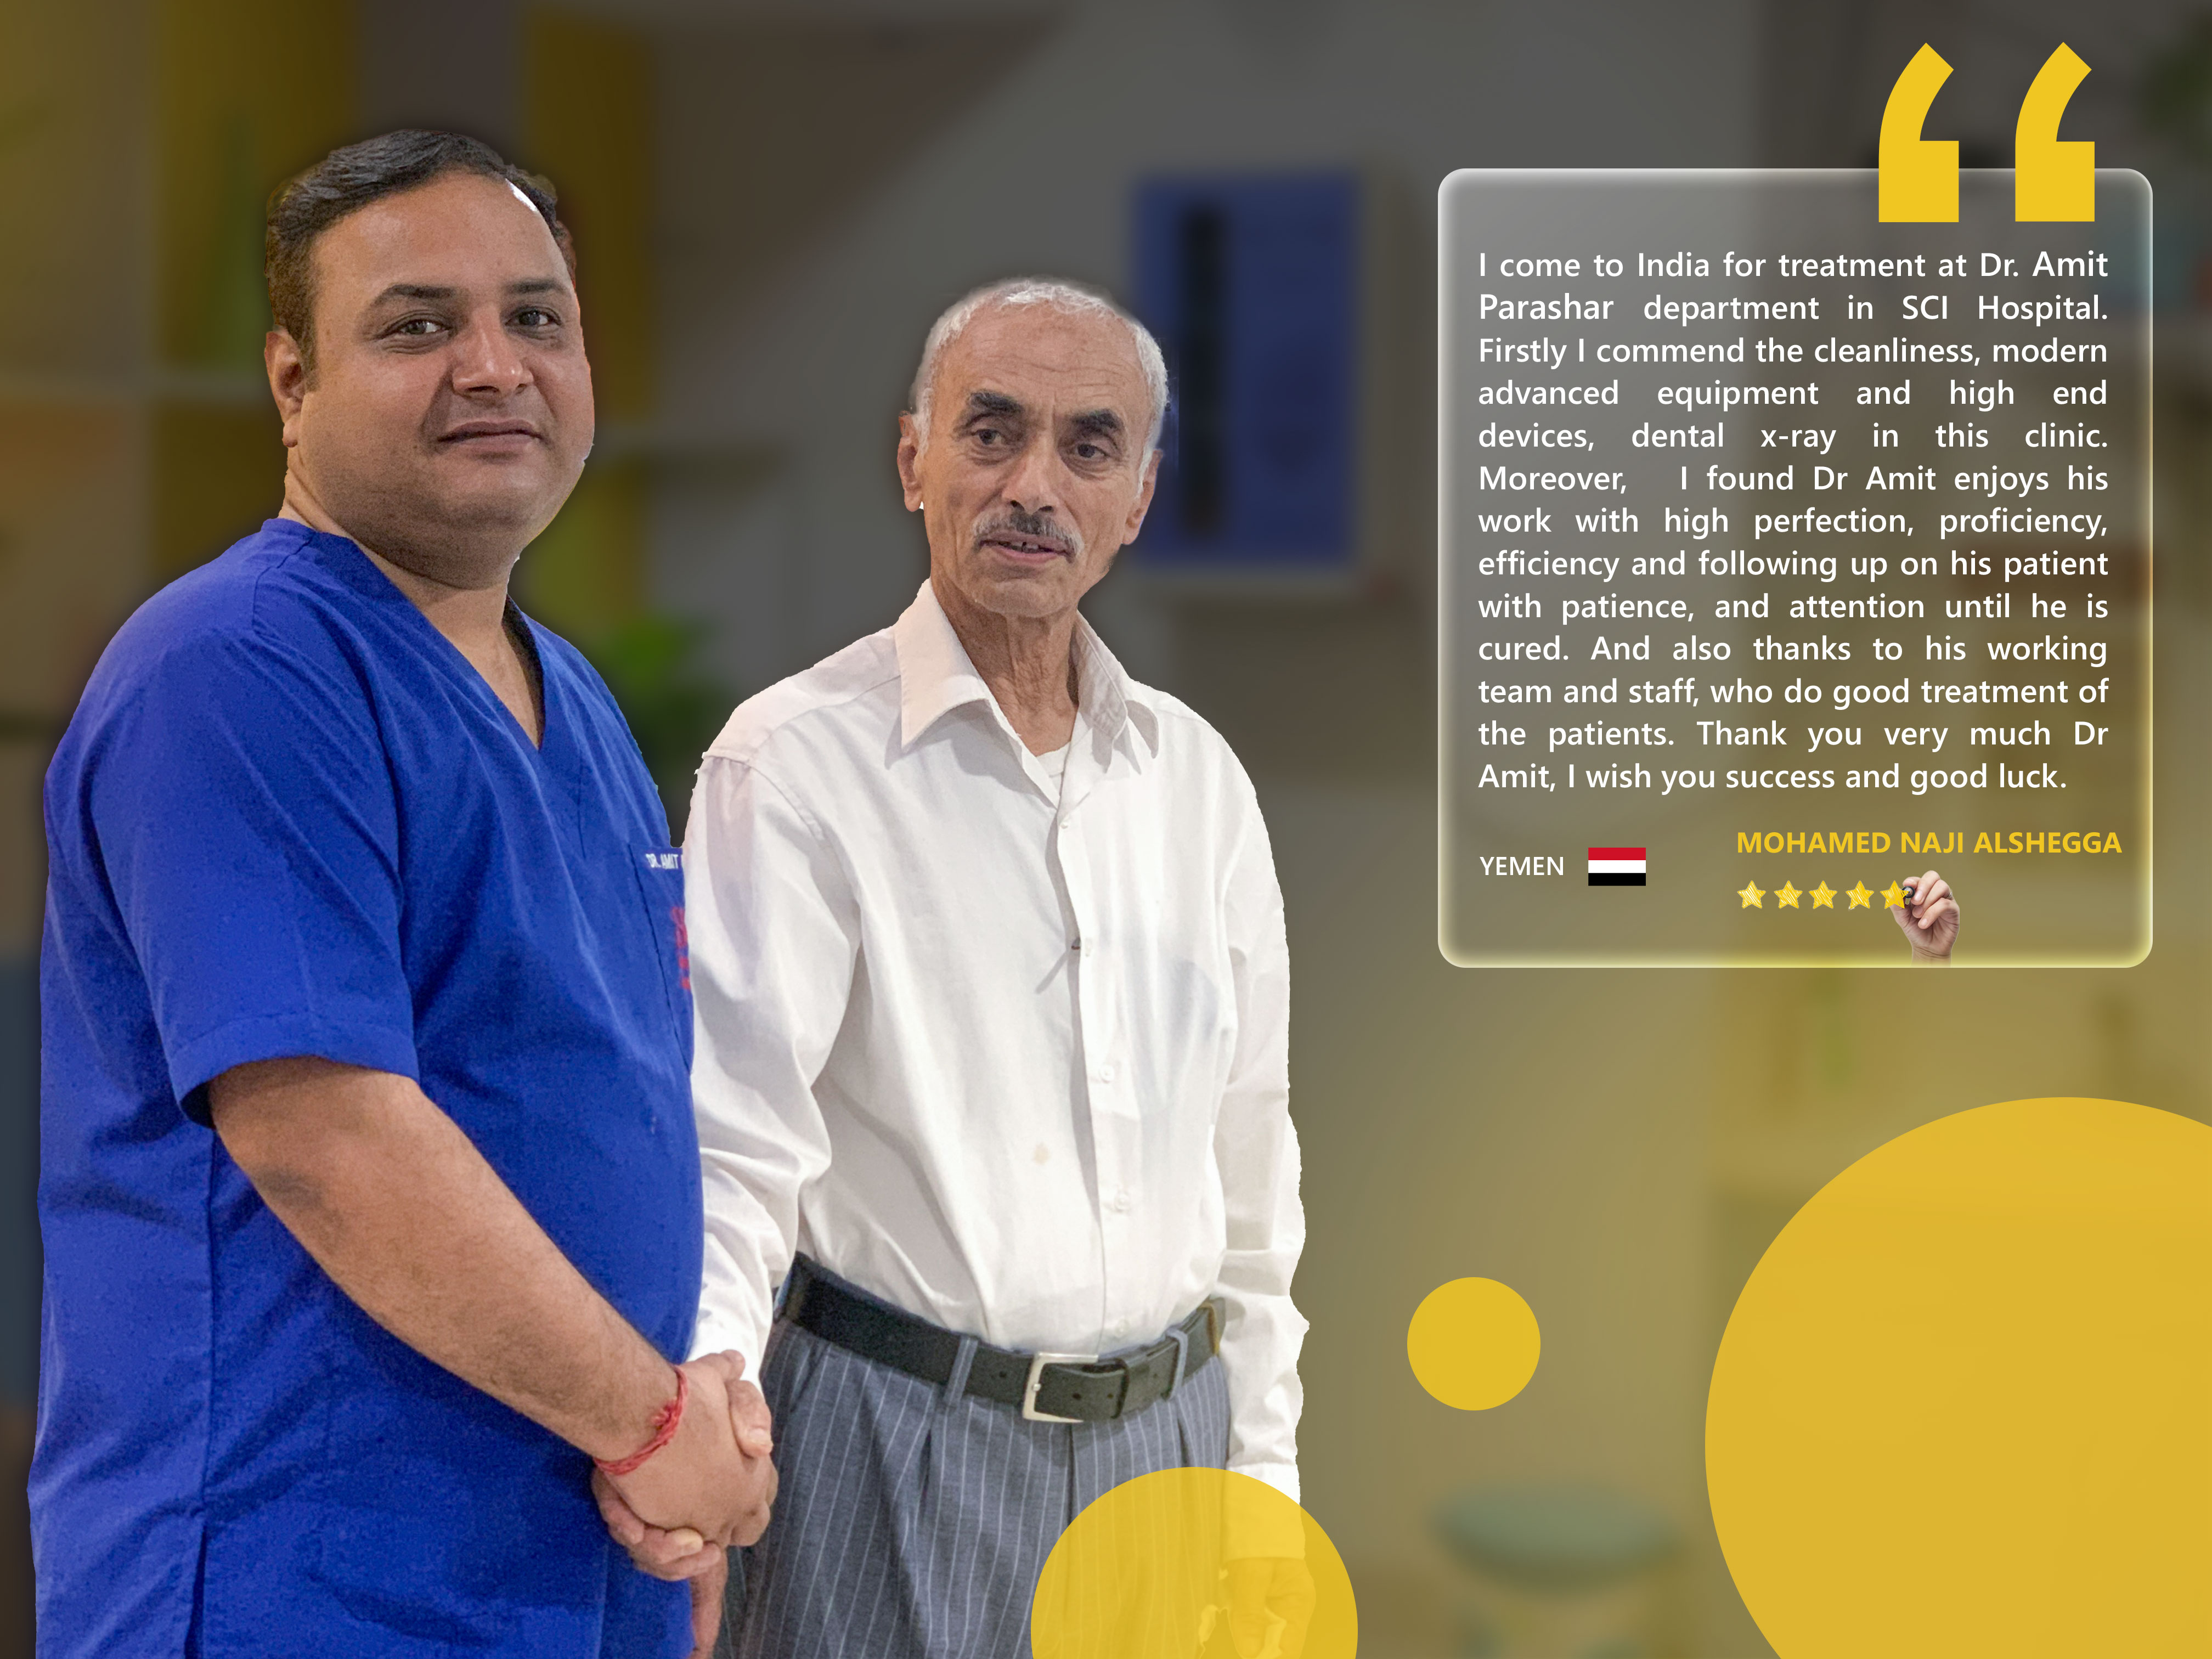 “
I come to India for treatment at Dr. Amit
Parashar department in SCI Hospital.
Firstly I commend the cleanliness, modern
advanced equipment and high end
devices, dental x-ray in this clinic.
Moreover, I found Dr Amit enjoys his
work with high perfection, proficiency,
efficiency and following up on his patient
with patience, and attention until he is
cured. And also thanks to his working
team and staff, who do good treatment of
the patients. Thank you very much Dr
Amit, I wish you success and good luck.
YEMEN
MOHAMED NAJI ALSHEGGA
DR. AMIT